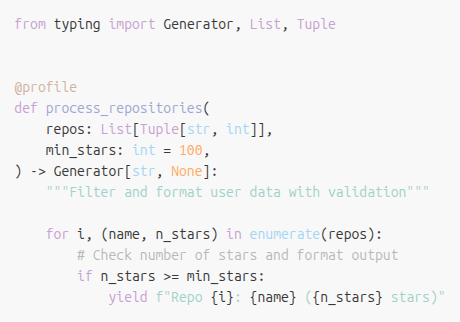 from typing import Generator, List, Tuple
@profile
def process_repositories(
    repos: List[Tuple[str, int]],
    min_stars: int = 100,
) -> Generator[str, None]:
    """Filter and format user data with validation"""
    for i, (name, n_stars) in enumerate(repos):
        # Check number of stars and format output
        if n_stars >= min_stars:
            yield f"Repo {i}: {name} ({n_stars} stars)"